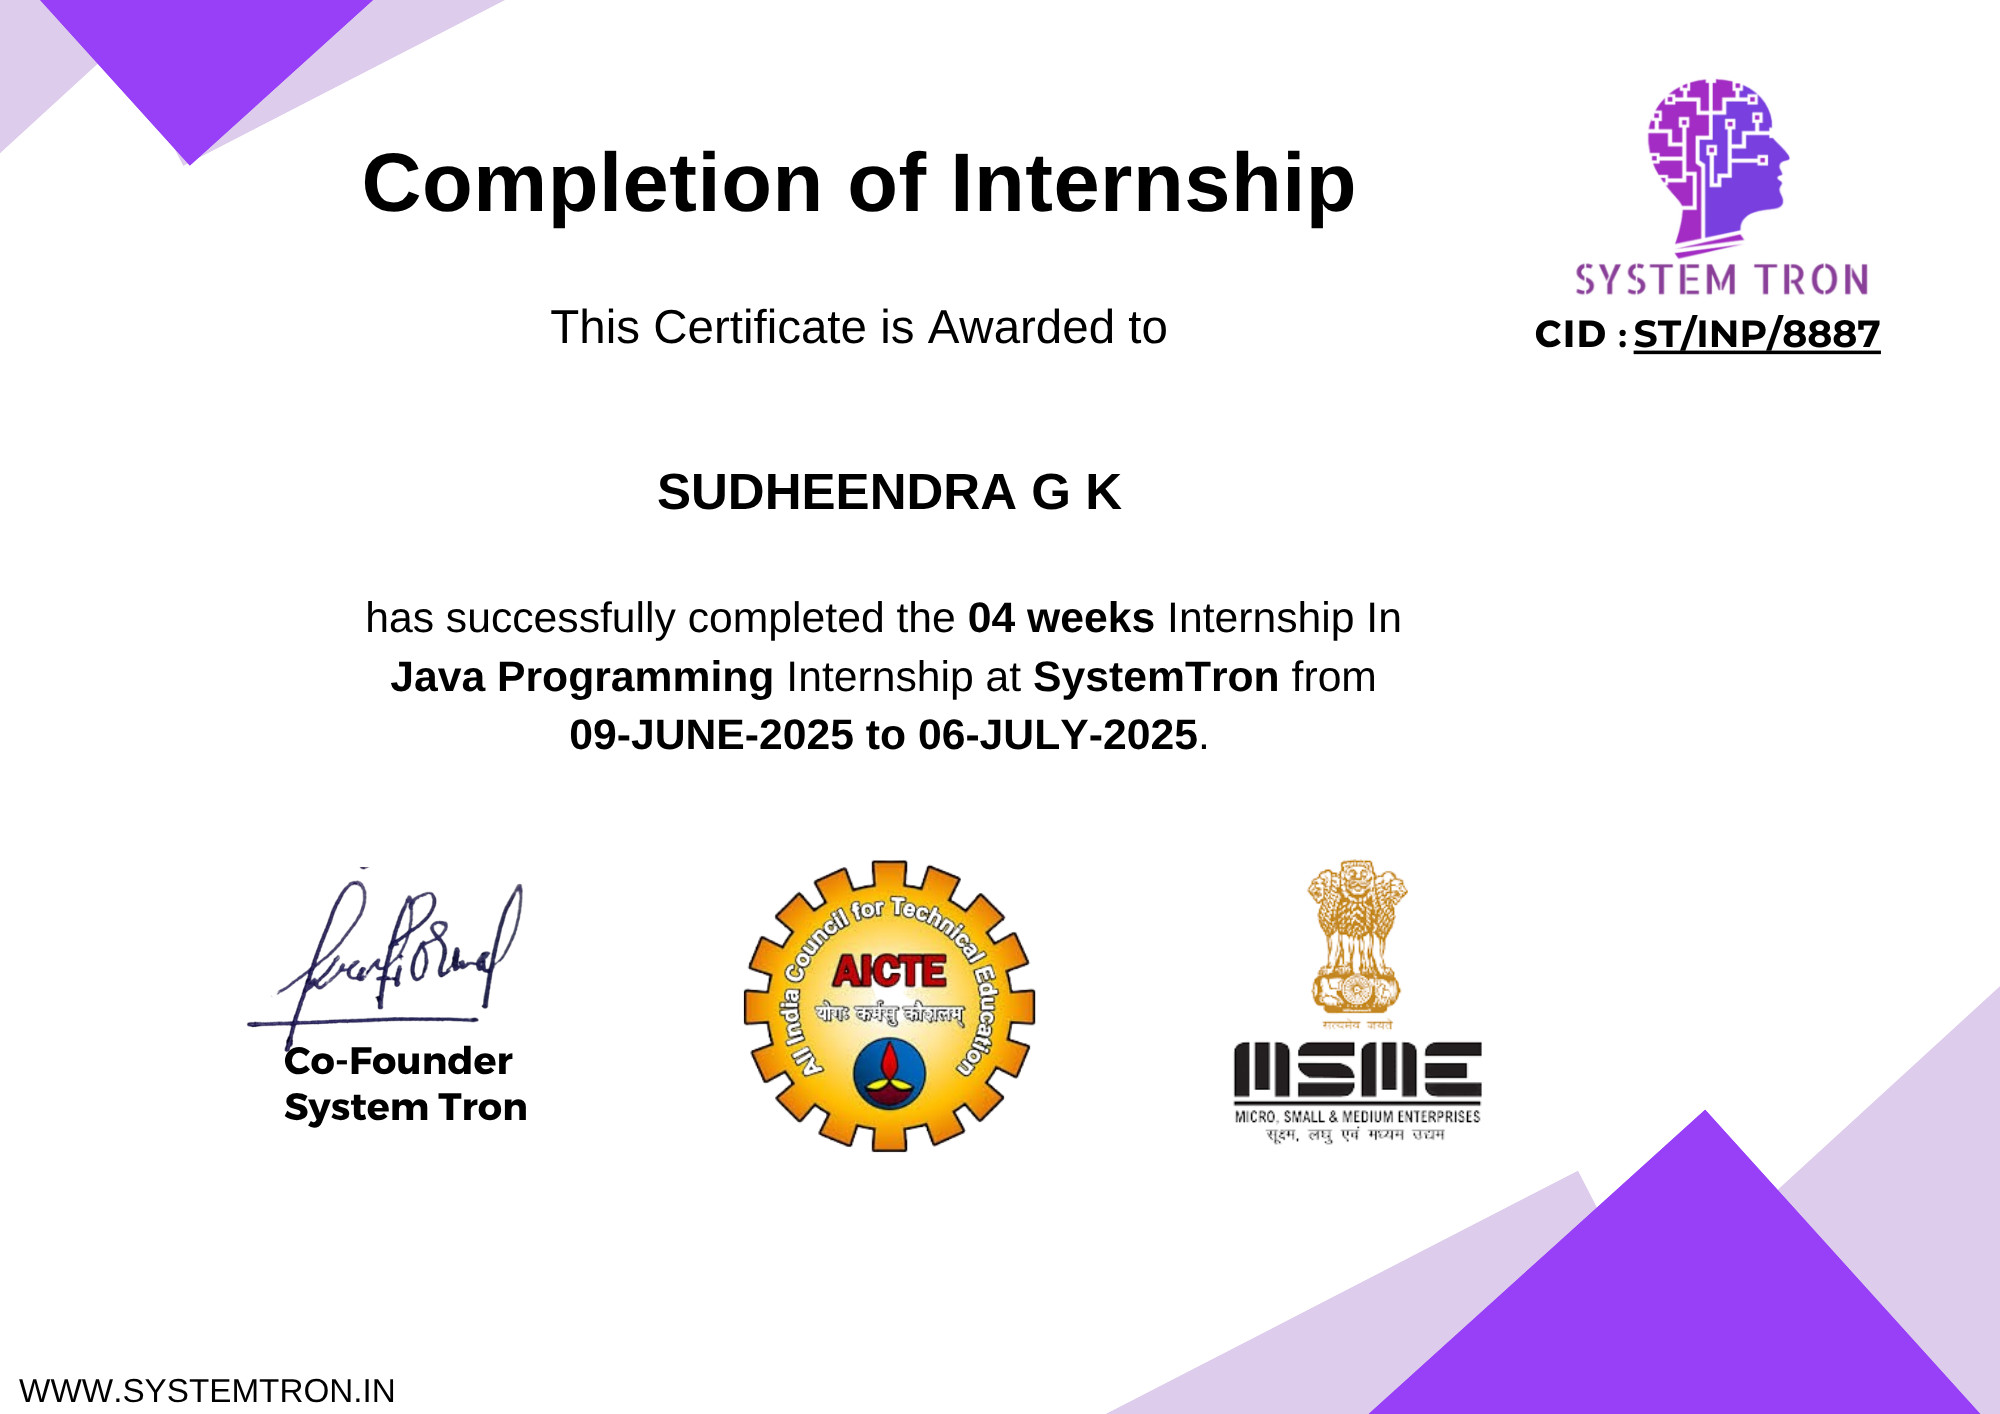 Completion of Internship
SYSTEM TRON
CID : ST/INP/8887
This Certificate is Awarded to
SUDHEENDRA G K
has successfully completed the 04 weeks Internship In
Java Programming Internship at SystemTron from
09-JUNE-2025 to 06-JULY-2025.
Co-Founder
System Tron
All India Council for Technical Education
AICTE
योगः कर्मसु कौशलम्
सत्यमेव जयते
MSME
MICRO, SMALL & MEDIUM ENTERPRISES
सूक्ष्म, लघु एवं मध्यम उद्यम
WWW.SYSTEMTRON.IN